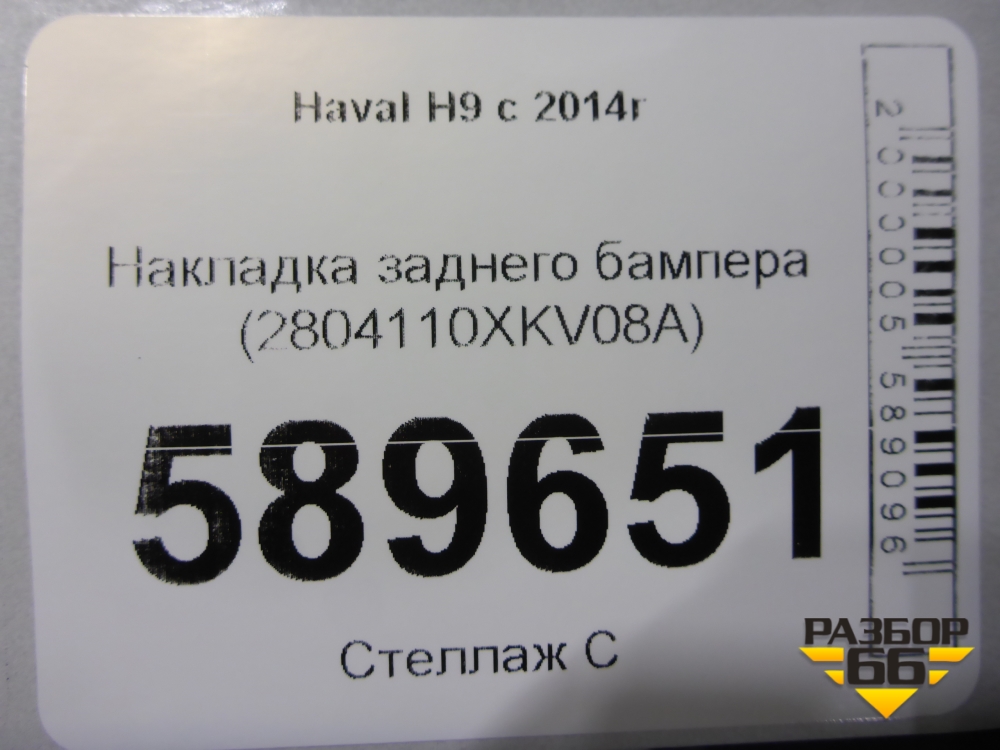 Haval H9 с 2014г
Накладка заднего бампера
(2804110XKV08A)
589651
Стеллаж С
2000005589096
РАЗБОР
66